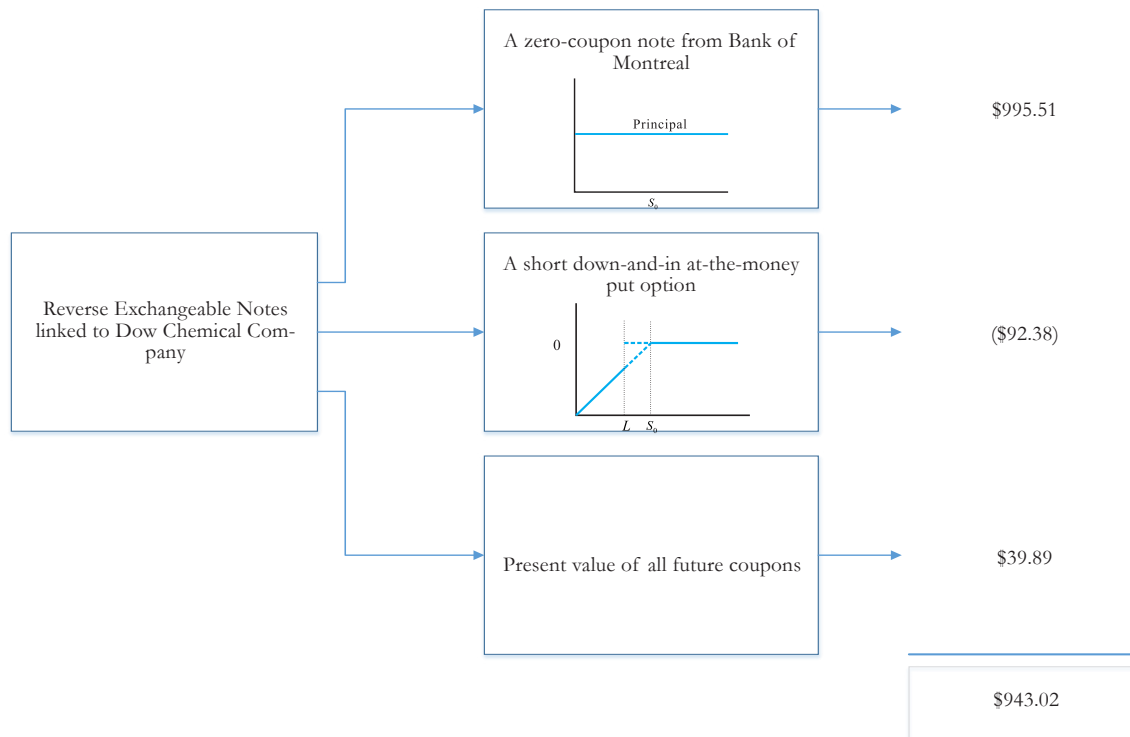 A zero-coupon note from Bank of
Montreal
Principal
S₀
$995.51
Reverse Exchangeable Notes
linked to Dow Chemical Com-
pany
A short down-and-in at-the-money
put option
0
L S₀
($92.38)
Present value of all future coupons
$39.89
$943.02